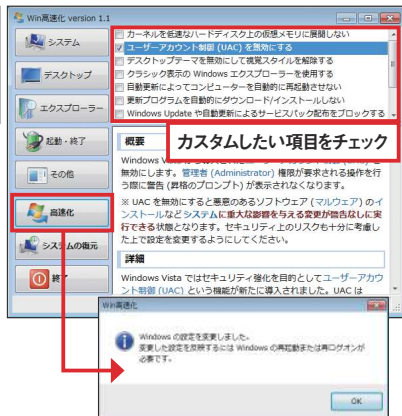 Win高速化 version 1.1
システム
デスクトップ
エクスプローラー
起動・終了
その他
高速化
システムの復元
終了
カーネルを低速なハードディスク上の仮想メモリに展開しない
ユーザーアカウント制御 (UAC) を無効にする
デスクトップテーマを無効にして視覚スタイルを解除する
クラシック表示の Windows エクスプローラーを使用する
自動更新によってコンピューターを自動的に再起動させない
更新プログラムを自動的にダウンロード/インストールしない
Windows Update や自動更新によるサービスパック配布をブロックする
カスタムしたい項目をチェック
概要
Windows
無効にします。管理者 (Administrator) 権限が要求される操作を行
う際に警告 (昇格のプロンプト) が表示されなくなります。
※ UAC を無効にすると悪意のあるソフトウェア (マルウェア) のイ
ンストールなどシステムに重大な影響を与える変更が警告なしに実
行できる状態となります。セキュリティ上のリスクも十分に考慮し
た上で設定を変更するようにしてください。
詳細
Windows Vista ではセキュリティ強化を目的としてユーザーアカウ
ント制御 (UAC) という機能が新たに導入されました。UAC は
Win高速化
Windows の設定を変更しました。
変更した設定を反映するには Windows の再起動または再ログオンが
必要です。
OK